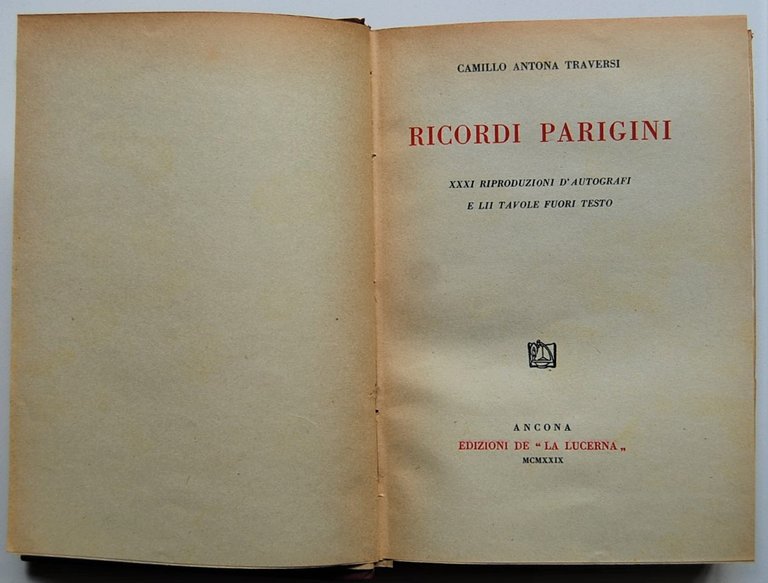 CAMILLO ANTONA TRAVERSI
RICORDI PARIGINI
XXXI RIPRODUZIONI D'AUTOGRAFI
E LII TAVOLE FUORI TESTO
ANCONA
EDIZIONI DE “ LA LUCERNA „
MCMXXIX